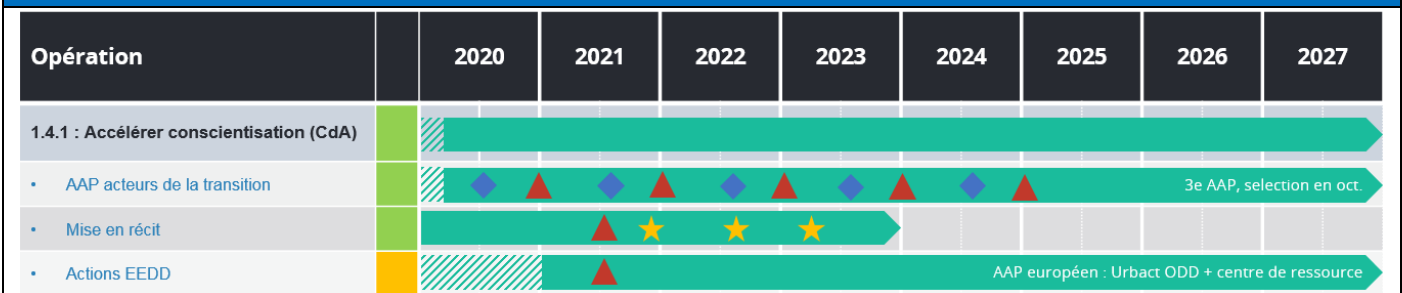 Opération 2020 2021 2022 2023 2024 2025 2026 2027
1.4.1 : Accélérer conscientisation (CdA)
• AAP acteurs de la transition 3e AAP, selection en oct.
• Mise en récit
• Actions EEDD AAP européen : Urbact ODD + centre de ressource